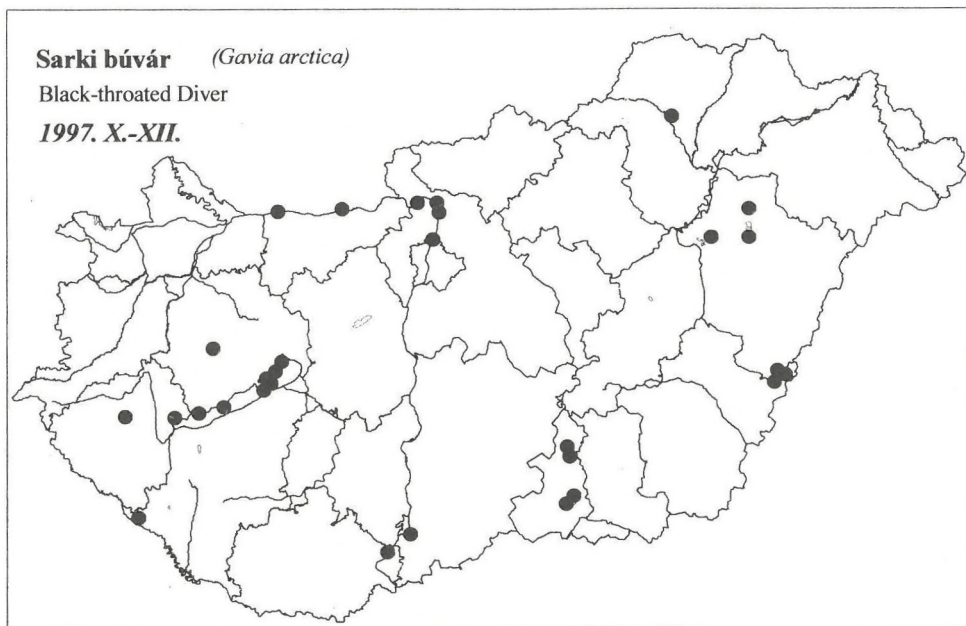 Sarki búvár (Gavia arctica)
Black-throated Diver
1997. X.-XII.